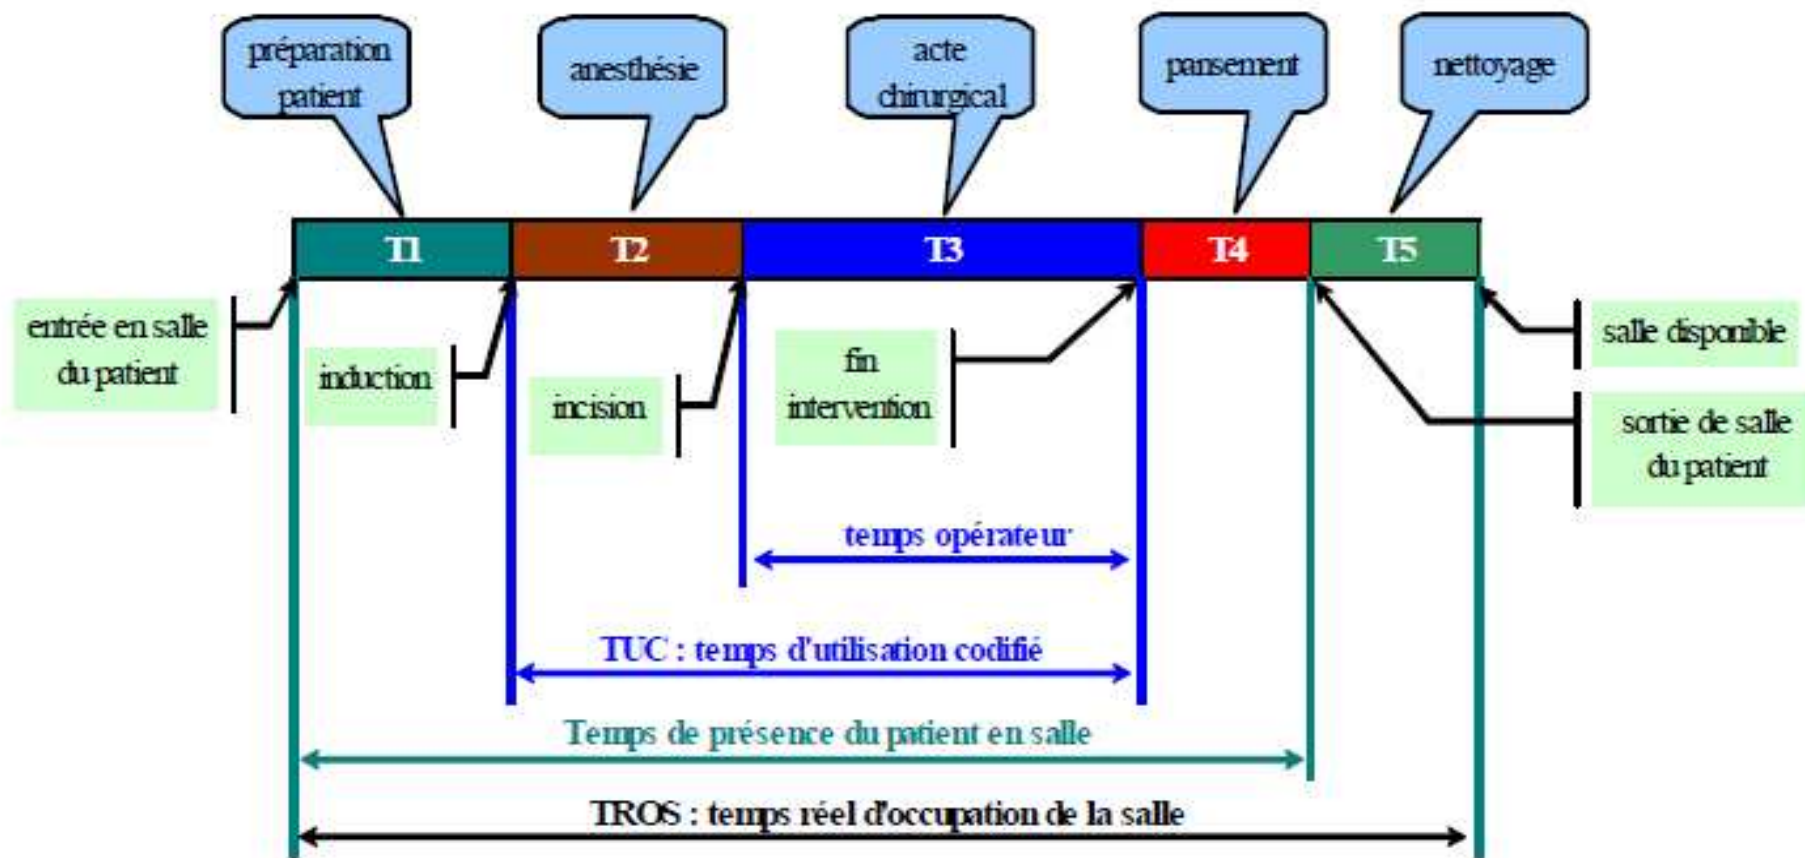 préparation
patient
anesthésie
acte
chirurgical
pansement
nettoyage
T1
T2
T3
T4
T5
entrée en salle
du patient
induction
incision
fin
intervention
salle disponible
sortie de salle
du patient
temps opérateur
TUC : temps d'utilisation codifié
Temps de présence du patient en salle
TROS : temps réel d'occupation de la salle